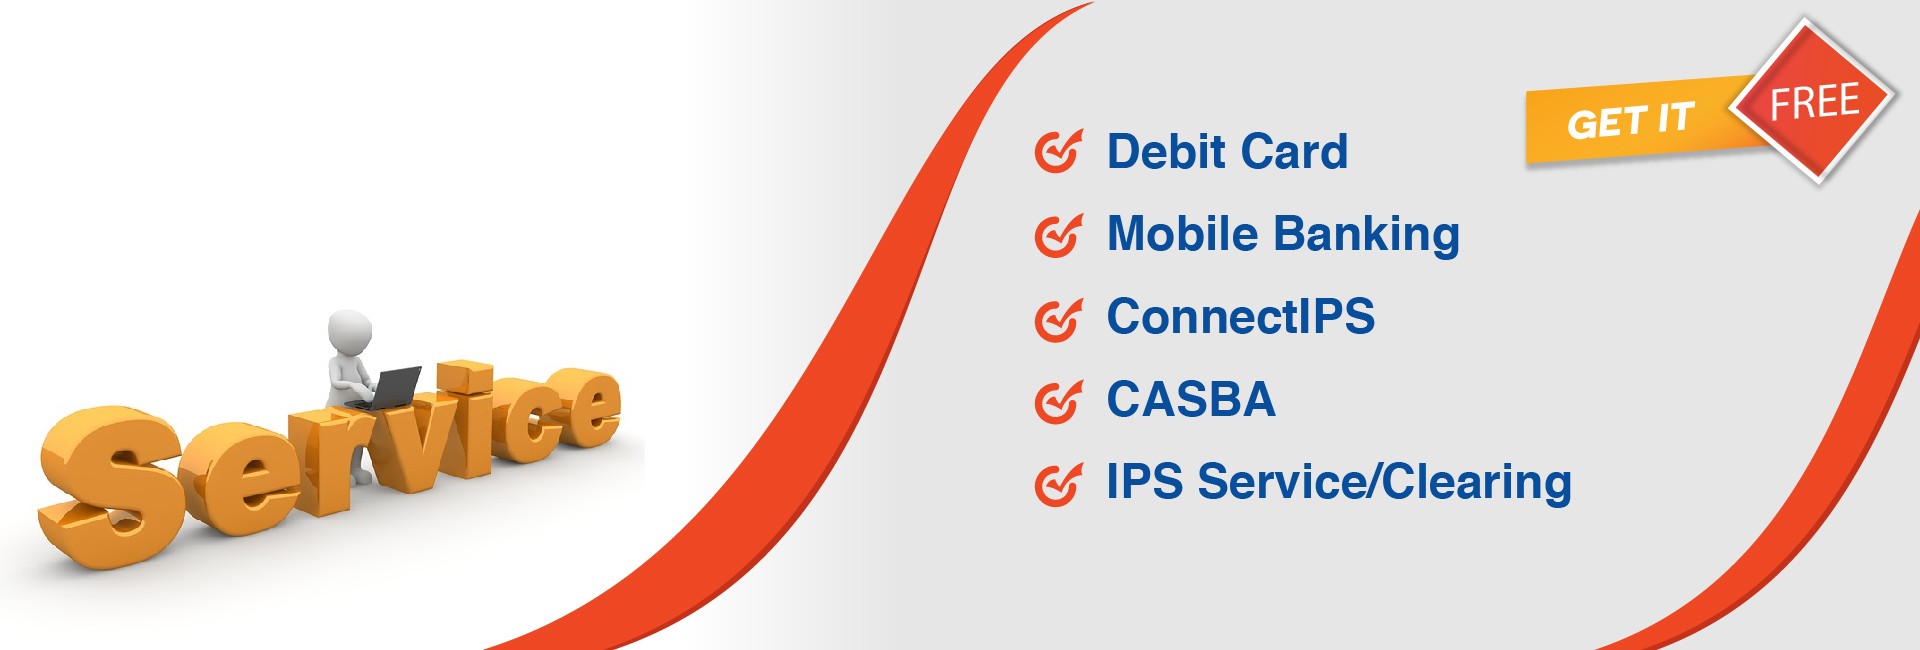 Service
GET IT FREE
Debit Card
Mobile Banking
ConnectIPS
CASBA
IPS Service/Clearing